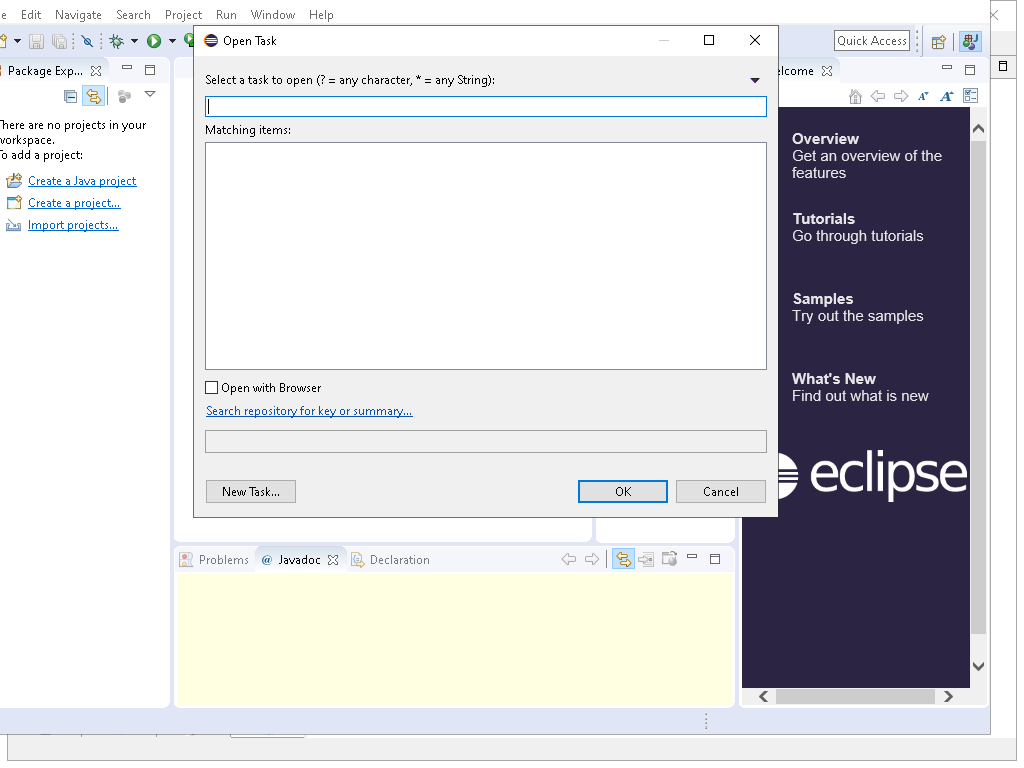 e Edit Navigate Search Project Run Window Help
Open Task
Quick Access
Package Exp...
elcome
Select a task to open (? = any character, * = any String):
Matching items:
There are no projects in your
workspace.
To add a project:
Create a Java project
Create a project...
Import projects...
Overview
Get an overview of the
features
Tutorials
Go through tutorials
Samples
Try out the samples
What's New
Find out what is new
eclipse
Open with Browser
Search repository for key or summary...
New Task...
OK
Cancel
Problems
@ Javadoc
Declaration